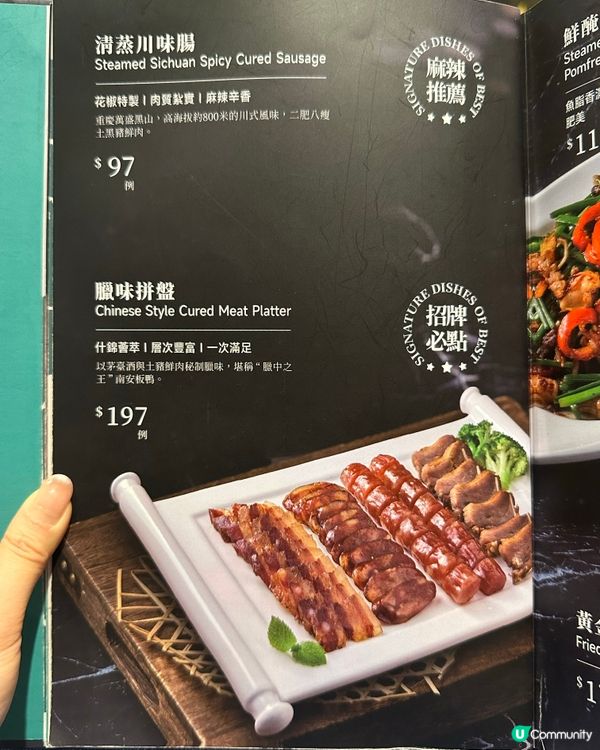 清蒸川味腸
Steamed Sichuan Spicy Cured Sausage
花椒特製 | 肉質紮實 | 麻辣辛香
重慶萬盛黑山，高海拔約800米的川式風味，二肥八瘦
土黑豬鮮肉。
$97
例
SIGNATURE DISHES OF BEST
麻辣
推薦
臘味拼盤
Chinese Style Cured Meat Platter
什錦薈萃 | 層次豐富 | 一次滿足
以茅臺酒與土豬鮮肉秘制臘味，堪稱“臘中之
王”南安板鴨。
$197
例
SIGNATURE DISHES OF BEST
招牌
必點
鮮醃
Steame
Pomfre
魚脂香
肥美
$11
黃金
Fried
$1
U Community